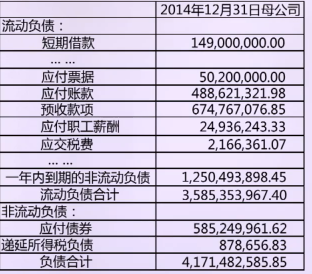 2014年12月31日母公司
流动负债：
短期借款 149,000,000.00
... ...
应付票据 50,200,000.00
应付账款 488,621,321.98
预收款项 674,767,076.85
应付职工薪酬 24,936,243.33
应交税费 2,166,361.07
... ...
一年内到期的非流动负债 1,250,493,898.45
流动负债合计 3,585,353,967.40
非流动负债：
应付债券 585,249,961.62
递延所得税负债 878,656.83
负债合计 4,171,482,585.85